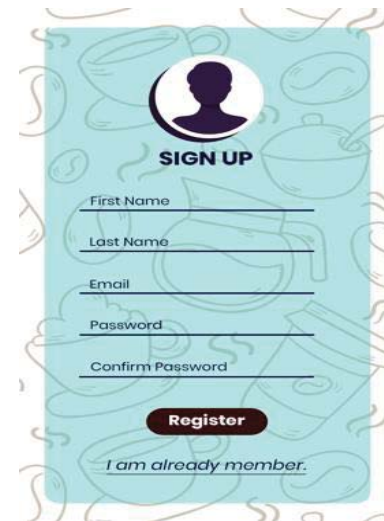 SIGN UP
First Name
Last Name
Email
Password
Confirm Password
Register
I am already member.